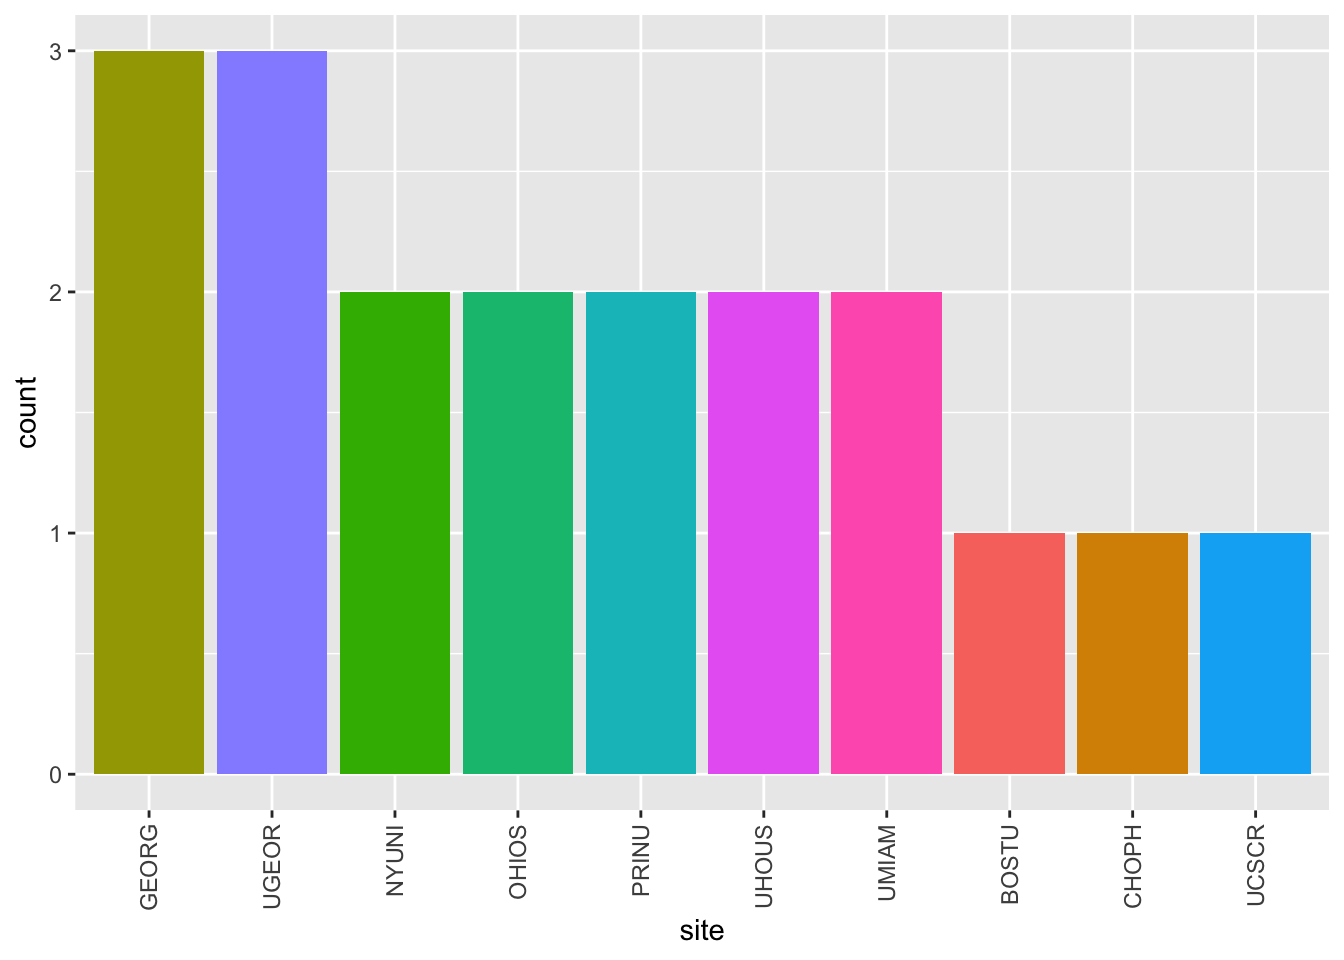 3
2
1
0
count
GEORG
UGEOR
NYUNI
OHIOS
PRINU
UHOUS
UMIAM
BOSTU
CHOPH
UCSCR
site